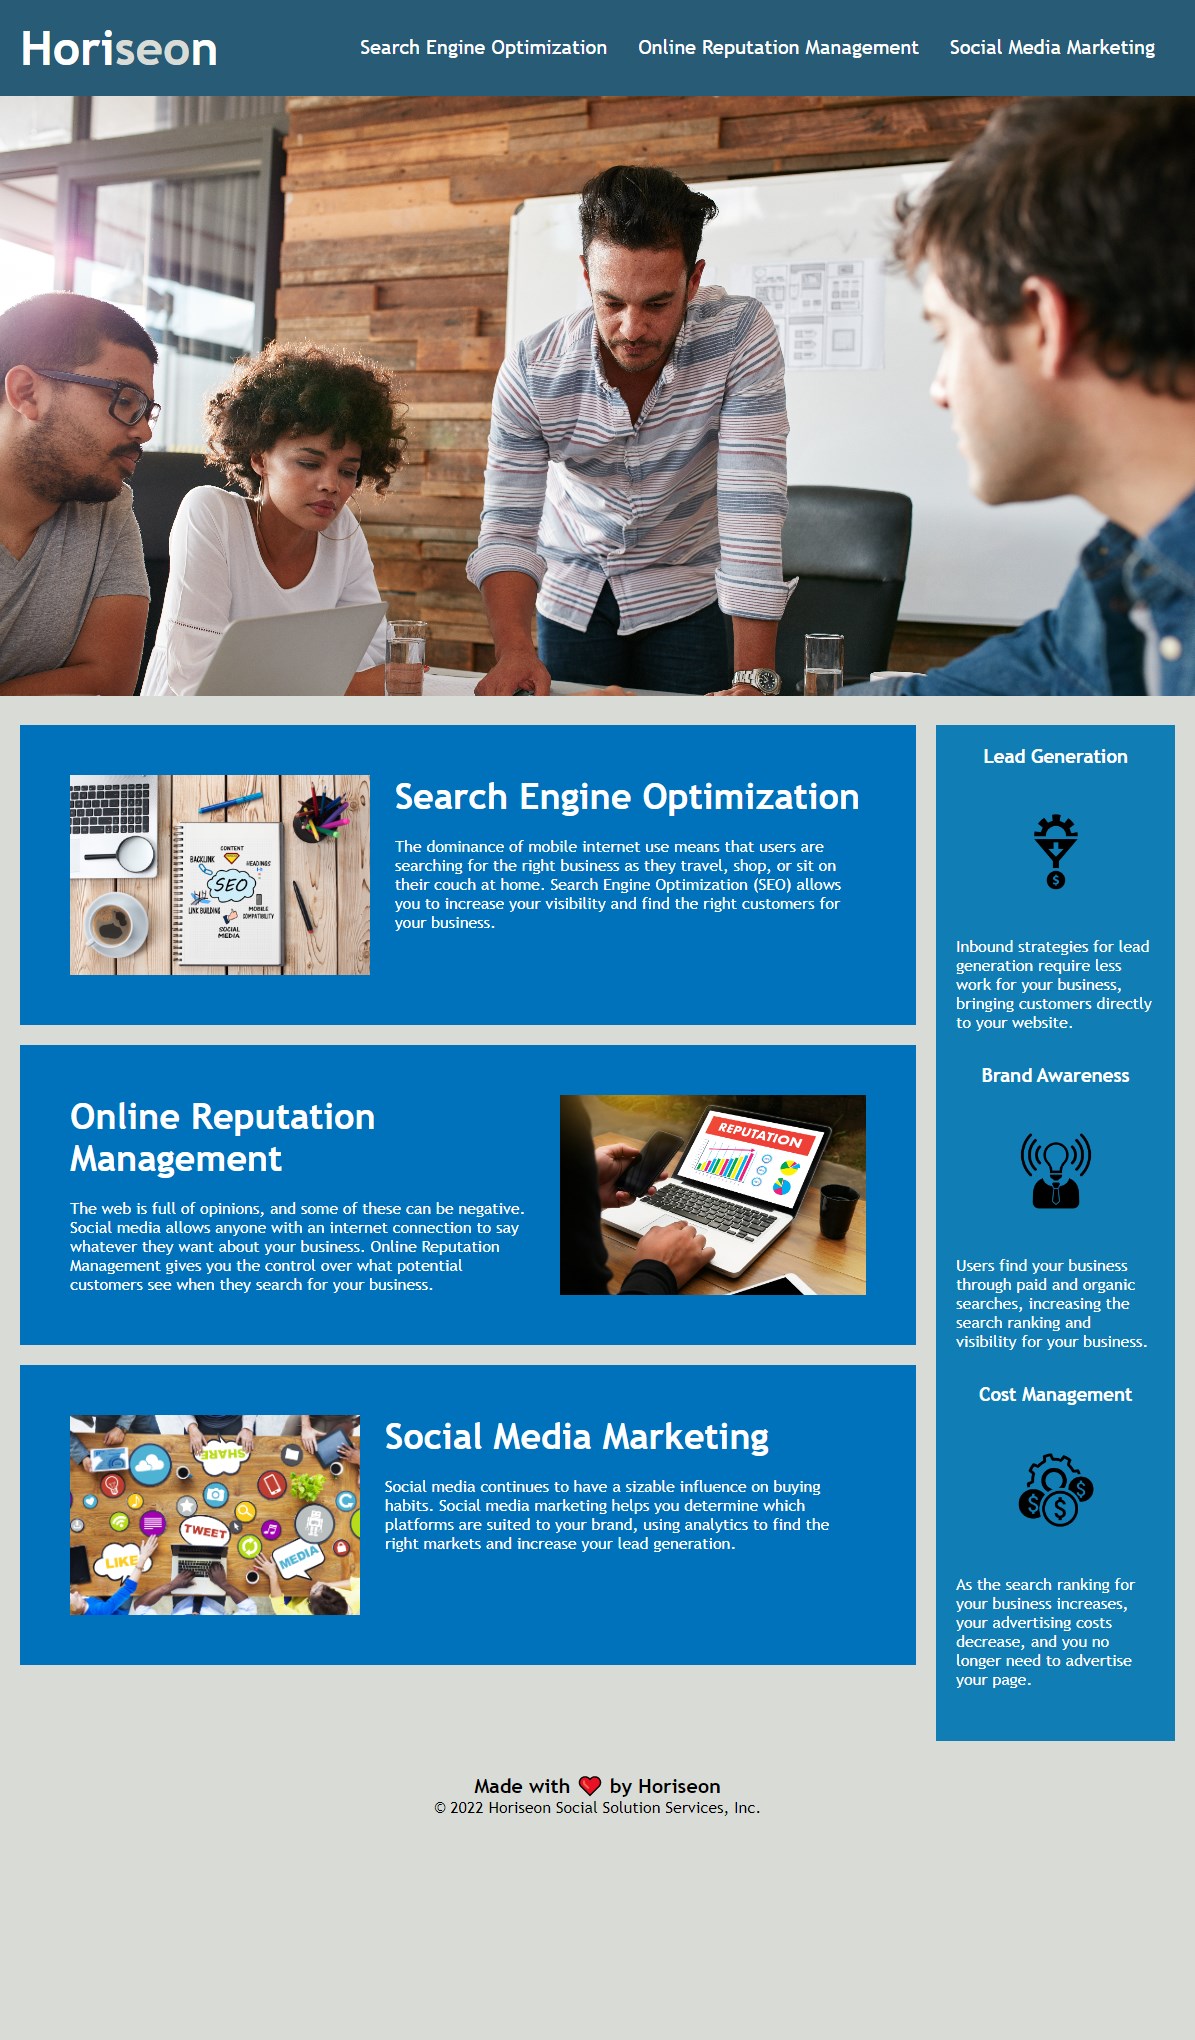 Horiseon
Search Engine Optimization
Online Reputation Management
Social Media Marketing
CONTENT
BACKLINK
HEADINGS
SEO
LINK BUILDING
MOBILE
COMPATIBILITY
SOCIAL
MEDIA
Search Engine Optimization
The dominance of mobile internet use means that users are
searching for the right business as they travel, shop, or sit on
their couch at home. Search Engine Optimization (SEO) allows
you to increase your visibility and find the right customers for
your business.
Online Reputation
Management
The web is full of opinions, and some of these can be negative.
Social media allows anyone with an internet connection to say
whatever they want about your business. Online Reputation
Management gives you the control over what potential
customers see when they search for your business.
REPUTATION
SHARE
TWEET
LIKE
MEDIA
Social Media Marketing
Social media continues to have a sizable influence on buying
habits. Social media marketing helps you determine which
platforms are suited to your brand, using analytics to find the
right markets and increase your lead generation.
Lead Generation
$
Inbound strategies for lead
generation require less
work for your business,
bringing customers directly
to your website.
Brand Awareness
Users find your business
through paid and organic
searches, increasing the
search ranking and
visibility for your business.
Cost Management
$ $ $
As the search ranking for
your business increases,
your advertising costs
decrease, and you no
longer need to advertise
your page.
Made with ❤️ by Horiseon
© 2022 Horiseon Social Solution Services, Inc.